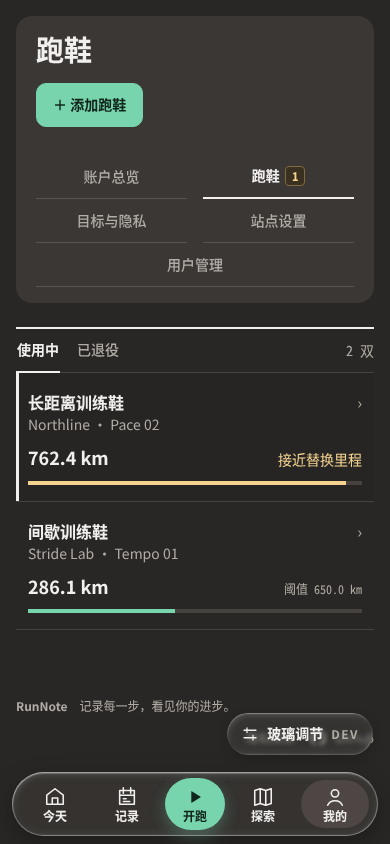 跑鞋
＋ 添加跑鞋
账户总览
跑鞋 1
目标与隐私
站点设置
用户管理
使用中 已退役 2 双
长距离训练鞋 ›
Northline · Pace 02
762.4 km 接近替换里程
间歇训练鞋 ›
Stride Lab · Tempo 01
286.1 km 阈值 650.0 km
RunNote 记录每一步，看见你的进步。
玻璃调节 DEV
今天 记录 开跑 探索 我的